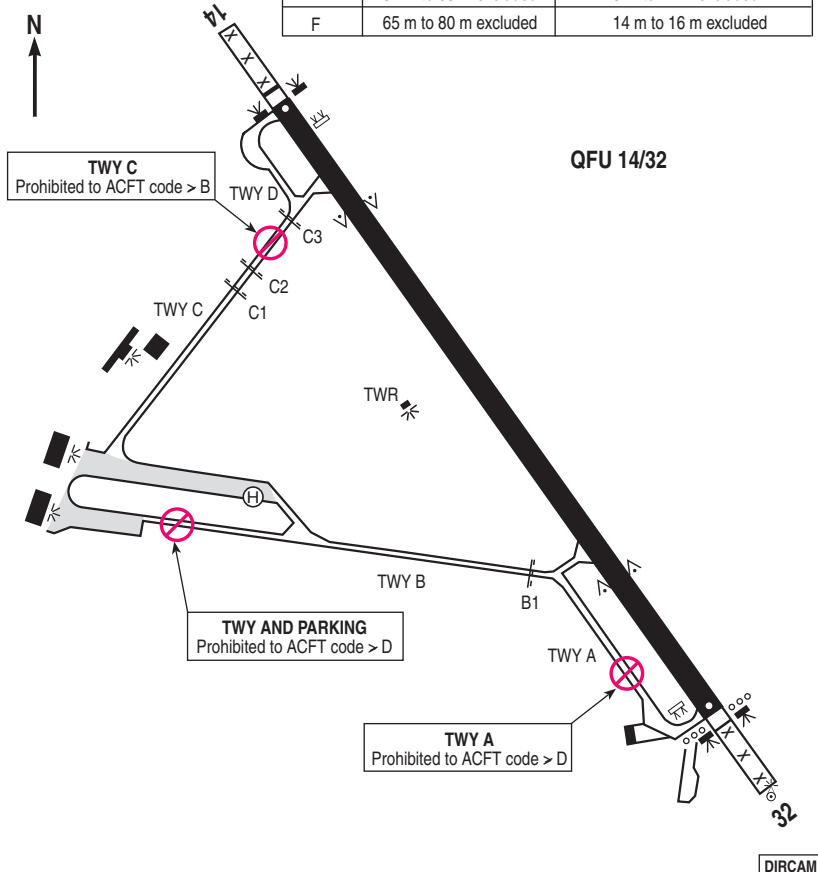 F 65 m to 80 m excluded 14 m to 16 m excluded
14
N
QFU 14/32
TWY C
Prohibited to ACFT code > B
TWY D
C3
C2
C1
TWY C
TWR
H
TWY B
B1
TWY AND PARKING
Prohibited to ACFT code > D
TWY A
TWY A
Prohibited to ACFT code > D
X X X
X X X
32
DIRCAM